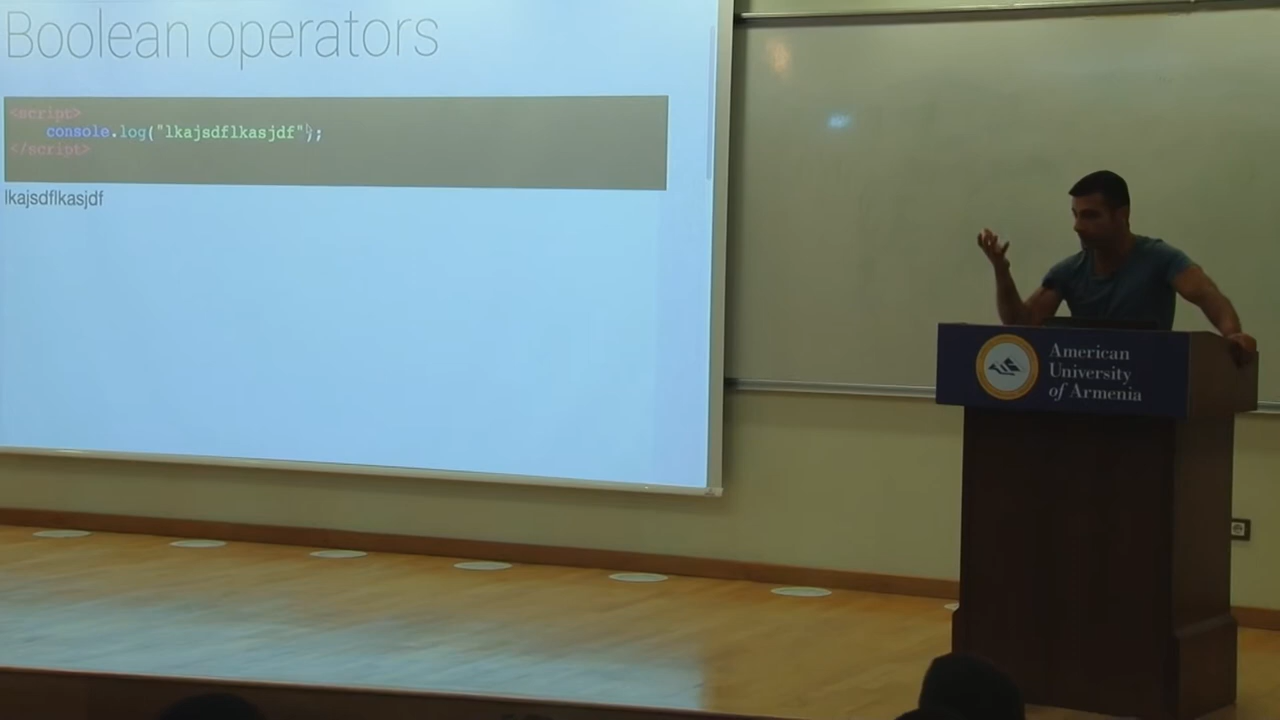 Boolean operators
<script>
console.log("lkajsdflkasjdf");
</script>
lkajsdflkasjdf
American
University
of Armenia